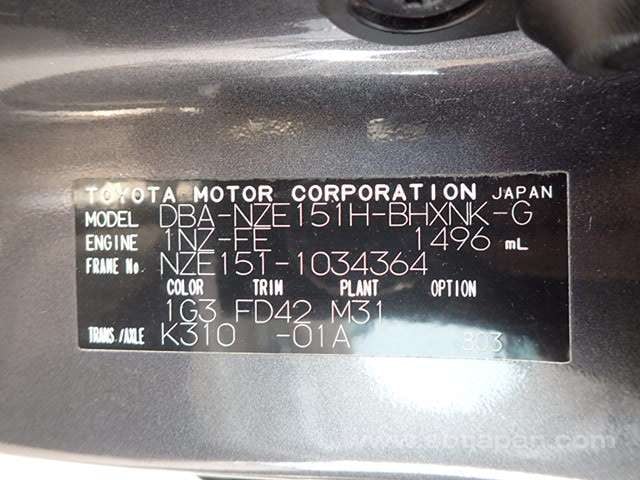 TOYOTA MOTOR CORPORATION JAPAN
MODEL DBA-NZE151H-BHXNK-G
ENGINE 1NZ-FE 1496 mL
FRAME No. NZE151-1034364
COLOR TRIM PLANT OPTION
1G3 FD42 M31
TRANS./AXLE K310 -01A 803
www.sbtjapan.com